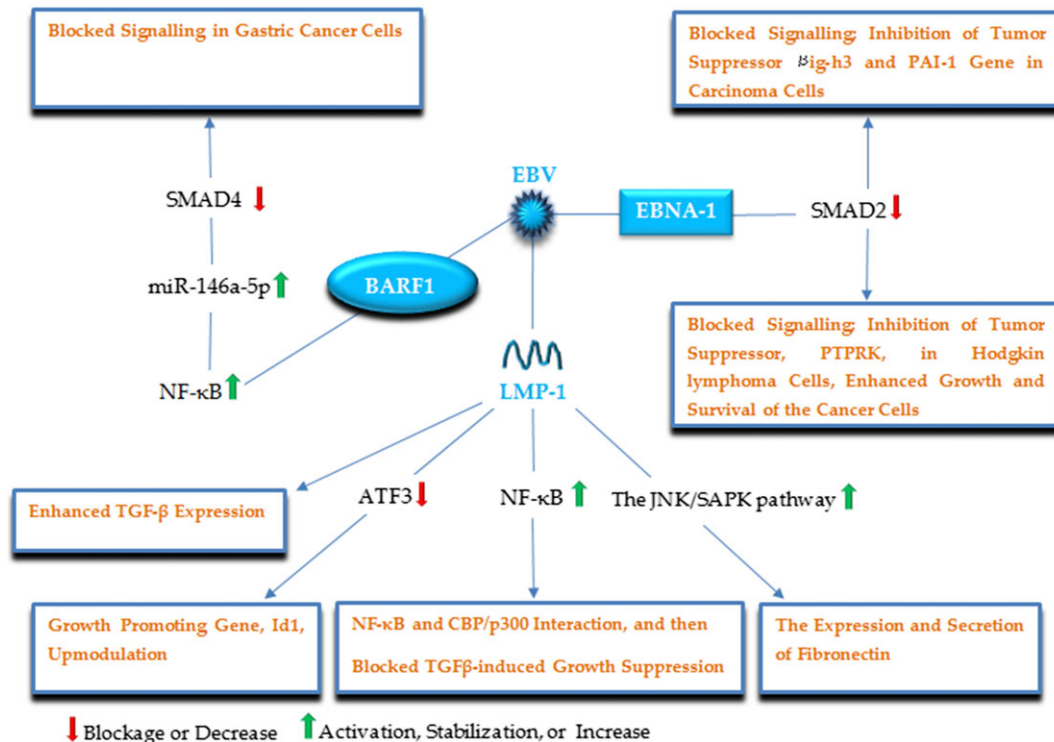 Blocked Signalling in Gastric Cancer Cells
Blocked Signalling; Inhibition of Tumor
Suppressor βig-h3 and PAI-1 Gene in
Carcinoma Cells
EBV
SMAD4
EBNA-1
SMAD2
miR-146a-5p
BARF1
Blocked Signalling; Inhibition of Tumor
Suppressor, PTPRK, in Hodgkin
lymphoma Cells, Enhanced Growth and
Survival of the Cancer Cells
NF-κB
LMP-1
ATF3
NF-κB
The JNK/SAPK pathway
Enhanced TGF-β Expression
Growth Promoting Gene, Id1,
Upmodulation
NF-κB and CBP/p300 Interaction, and then
Blocked TGFβ-induced Growth Suppression
The Expression and Secretion
of Fibronectin
Blockage or Decrease
Activation, Stabilization, or Increase